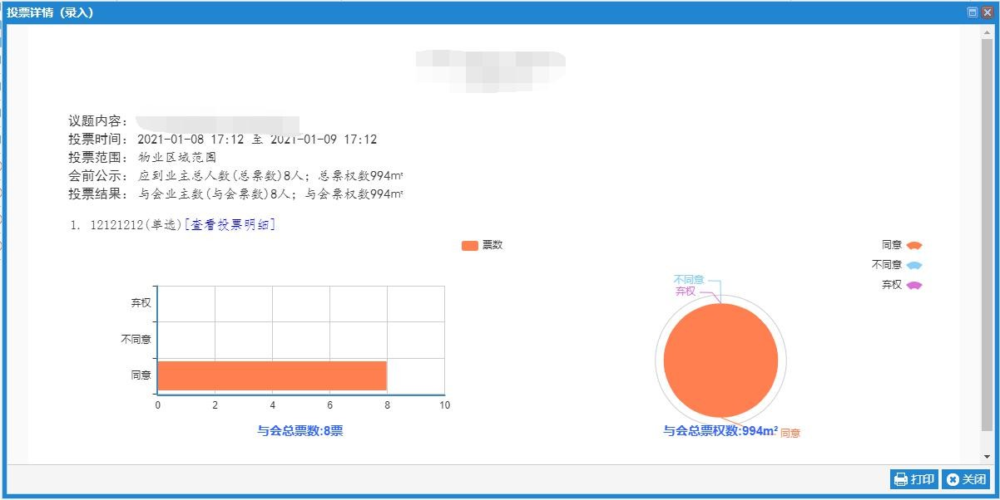 投票详情（录入）
议题内容：
投票时间： 2021-01-08 17:12 至 2021-01-09 17:12
投票范围： 物业区域范围
会前公示： 应到业主总人数(总票数)8人；总票权数994㎡
投票结果： 与会业主数(与会票数)8人；与会票权数994㎡
1. 12121212(单选)[查看投票明细]
票数
弃权
不同意
同意
0 2 4 6 8 10
与会总票数:8票
同意
不同意
弃权
不同意
弃权
同意
与会总票权数:994m²
打印 关闭